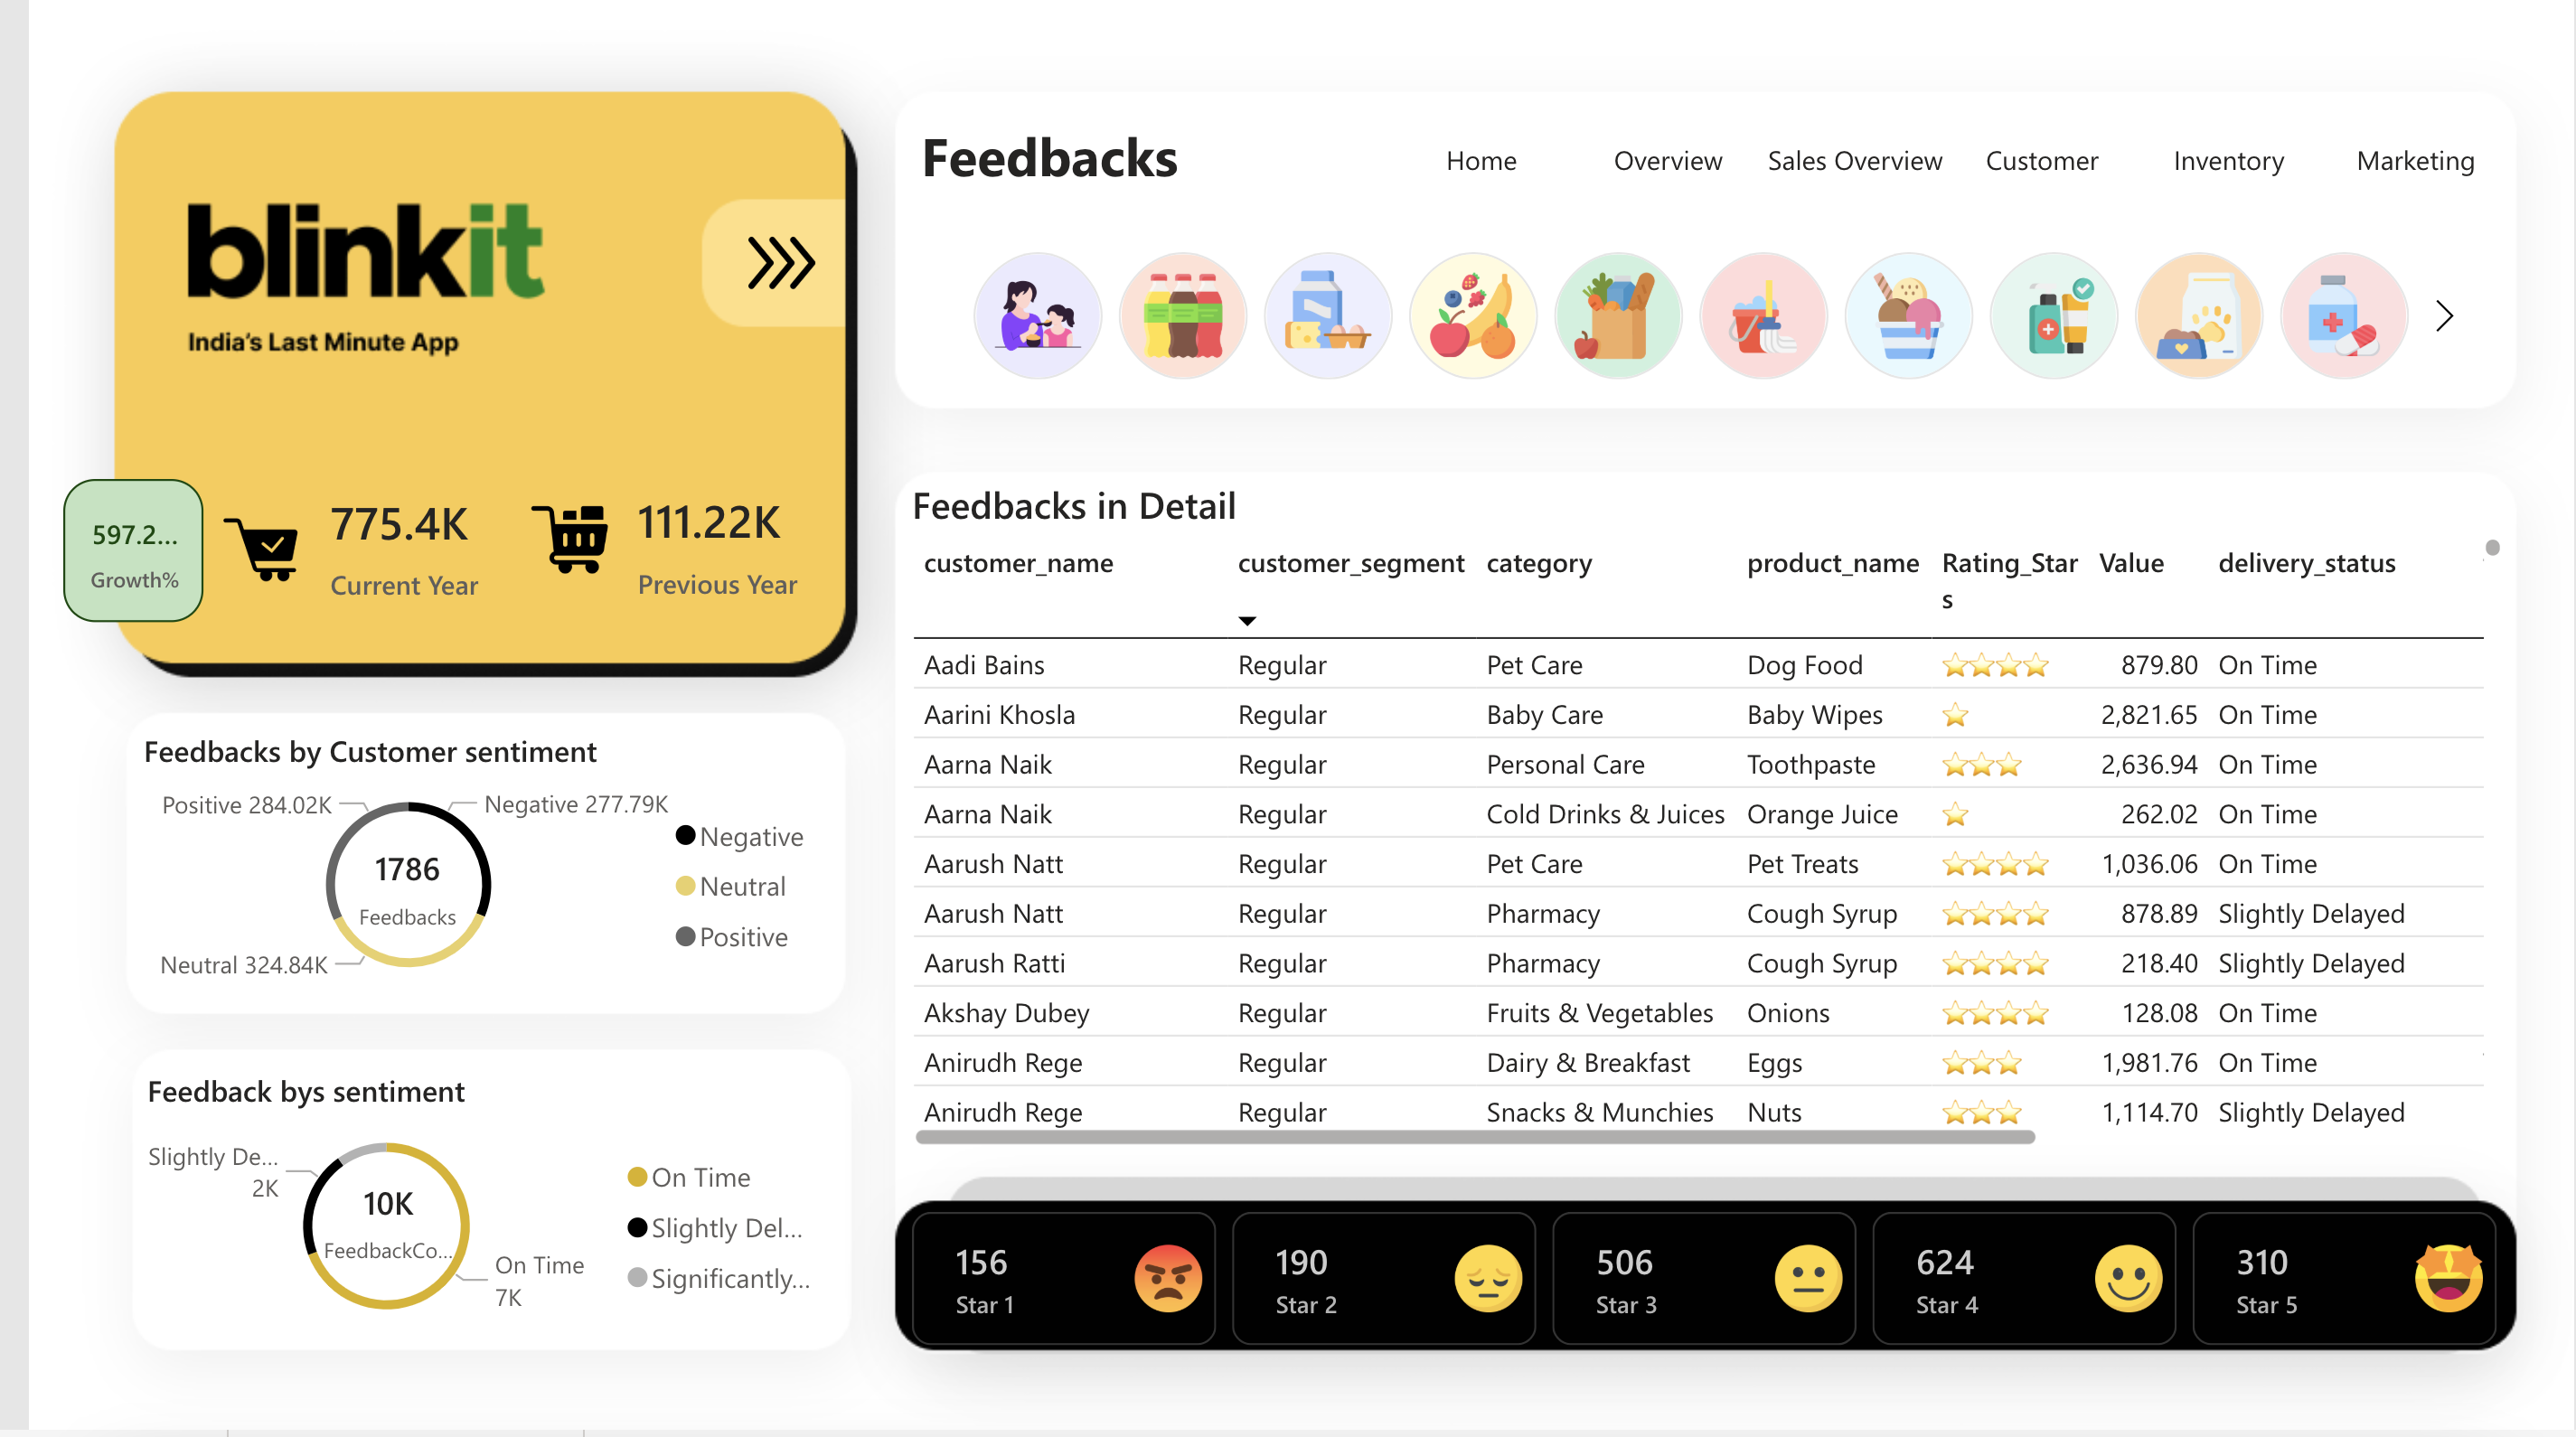 blinkit
India's Last Minute App
597.2...
Growth%
775.4K
Current Year
111.22K
Previous Year
Feedbacks by Customer sentiment
Positive 284.02K
Negative 277.79K
Neutral 324.84K
1786
Feedbacks
Negative
Neutral
Positive
Feedback bys sentiment
Slightly De...
2K
10K
FeedbackCo...
On Time
7K
On Time
Slightly Del...
Significantly...
Feedbacks
Home Overview Sales Overview Customer Inventory Marketing
Feedbacks in Detail
customer_name customer_segment category product_name Rating_Star Value delivery_status
s
Aadi Bains Regular Pet Care Dog Food ⭐⭐⭐⭐ 879.80 On Time
Aarini Khosla Regular Baby Care Baby Wipes ⭐ 2,821.65 On Time
Aarna Naik Regular Personal Care Toothpaste ⭐⭐⭐ 2,636.94 On Time
Aarna Naik Regular Cold Drinks & Juices Orange Juice ⭐ 262.02 On Time
Aarush Natt Regular Pet Care Pet Treats ⭐⭐⭐⭐ 1,036.06 On Time
Aarush Natt Regular Pharmacy Cough Syrup ⭐⭐⭐⭐ 878.89 Slightly Delayed
Aarush Ratti Regular Pharmacy Cough Syrup ⭐⭐⭐⭐ 218.40 Slightly Delayed
Akshay Dubey Regular Fruits & Vegetables Onions ⭐⭐⭐⭐ 128.08 On Time
Anirudh Rege Regular Dairy & Breakfast Eggs ⭐⭐⭐ 1,981.76 On Time
Anirudh Rege Regular Snacks & Munchies Nuts ⭐⭐⭐ 1,114.70 Slightly Delayed
156
Star 1
190
Star 2
506
Star 3
624
Star 4
310
Star 5